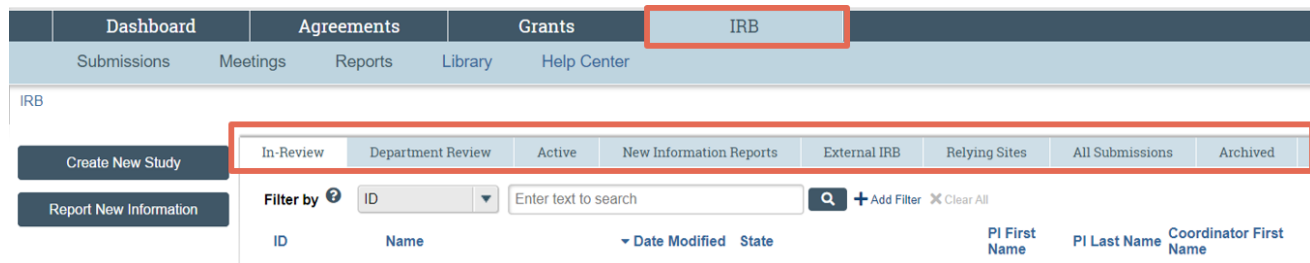 Dashboard Agreements Grants IRB
Submissions Meetings Reports Library Help Center
IRB
Create New Study
Report New Information
In-Review Department Review Active New Information Reports External IRB Relying Sites All Submissions Archived
Filter by ? ID Enter text to search Add Filter Clear All
ID Name Date Modified State PI First Name PI Last Name Coordinator First Name